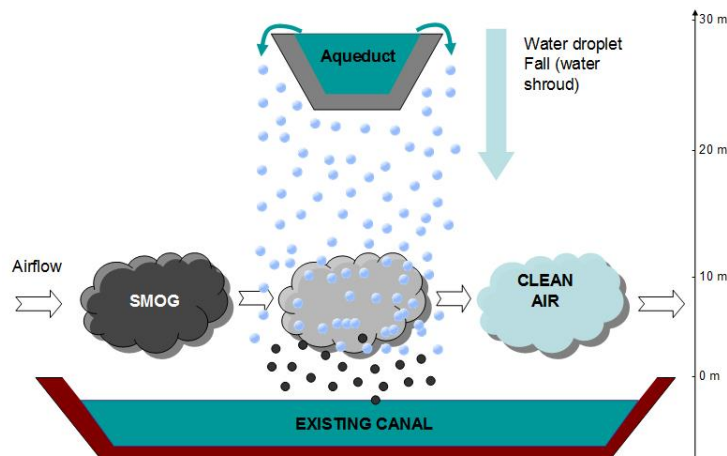 30 m
Aqueduct
Water droplet
Fall (water
shroud)
20 m
Airflow
SMOG
CLEAN
AIR
10 m
0 m
EXISTING CANAL